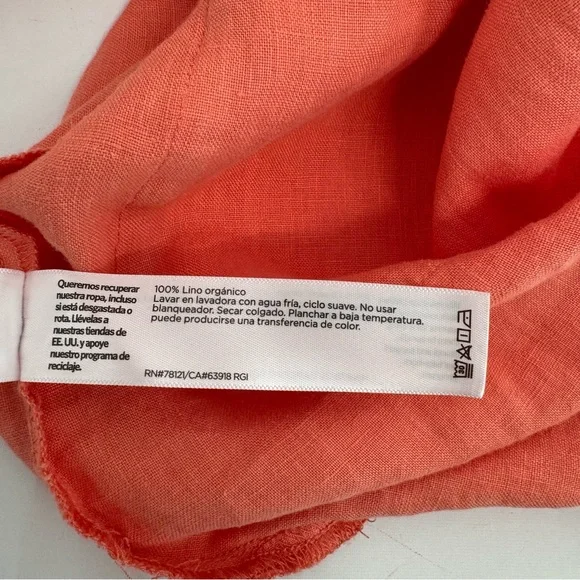 Queremos recuperar
nuestra ropa, incluso
si está desgastada o
rota. Llévelas a
nuestras tiendas de
EE. UU. y apoye
nuestro programa de
reciclaje.
100% Lino orgánico
Lavar en lavadora con agua fría, ciclo suave. No usar
blanqueador. Secar colgado. Planchar a baja temperatura.
puede producirse una transferencia de color.
RN#78121/CA#63918 RGI
30